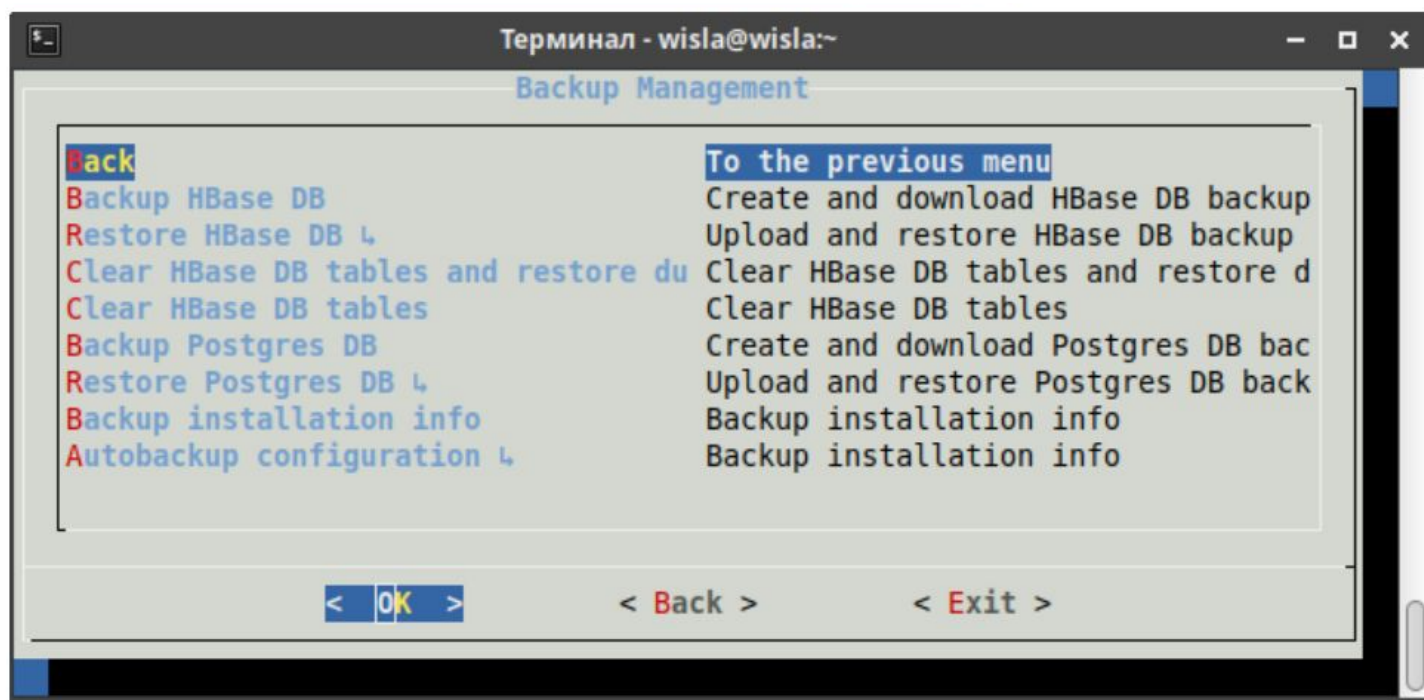 Терминал - wisla@wisla:~
Backup Management
Back To the previous menu
Backup HBase DB Create and download HBase DB backup
Restore HBase DB ↳ Upload and restore HBase DB backup
Clear HBase DB tables and restore du Clear HBase DB tables and restore d
Clear HBase DB tables Clear HBase DB tables
Backup Postgres DB Create and download Postgres DB bac
Restore Postgres DB ↳ Upload and restore Postgres DB back
Backup installation info Backup installation info
Autobackup configuration ↳ Backup installation info
< OK > < Back > < Exit >